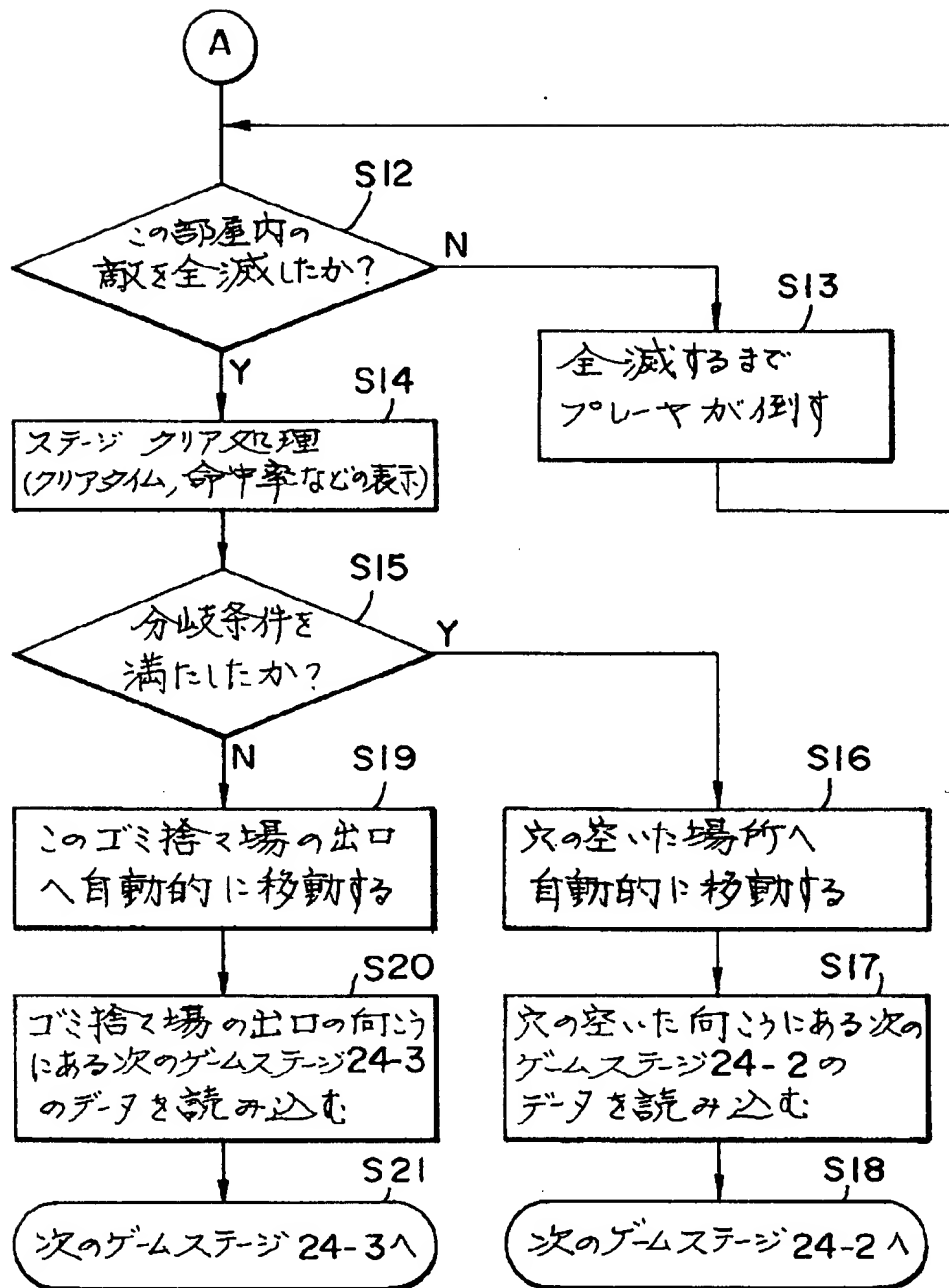 A
S12
この部屋内の
敵を全滅したか？
N
Y
S13
全滅するまで
プレーヤが倒す
S14
ステージ クリア処理
(クリアタイム,命中率などの表示)
S15
分岐条件を
満たしたか？
Y
N
S19
このゴミ捨て場の出口
へ自動的に移動する
S16
穴の空いた場所へ
自動的に移動する
S20
ゴミ捨て場の出口の向こう
にある次のゲームステージ24-3
のデータを読み込む
S17
穴の空いた向こうにある次の
ゲームステージ24-2の
データを読み込む
S21
次のゲームステージ24-3へ
S18
次のゲームステージ24-2へ